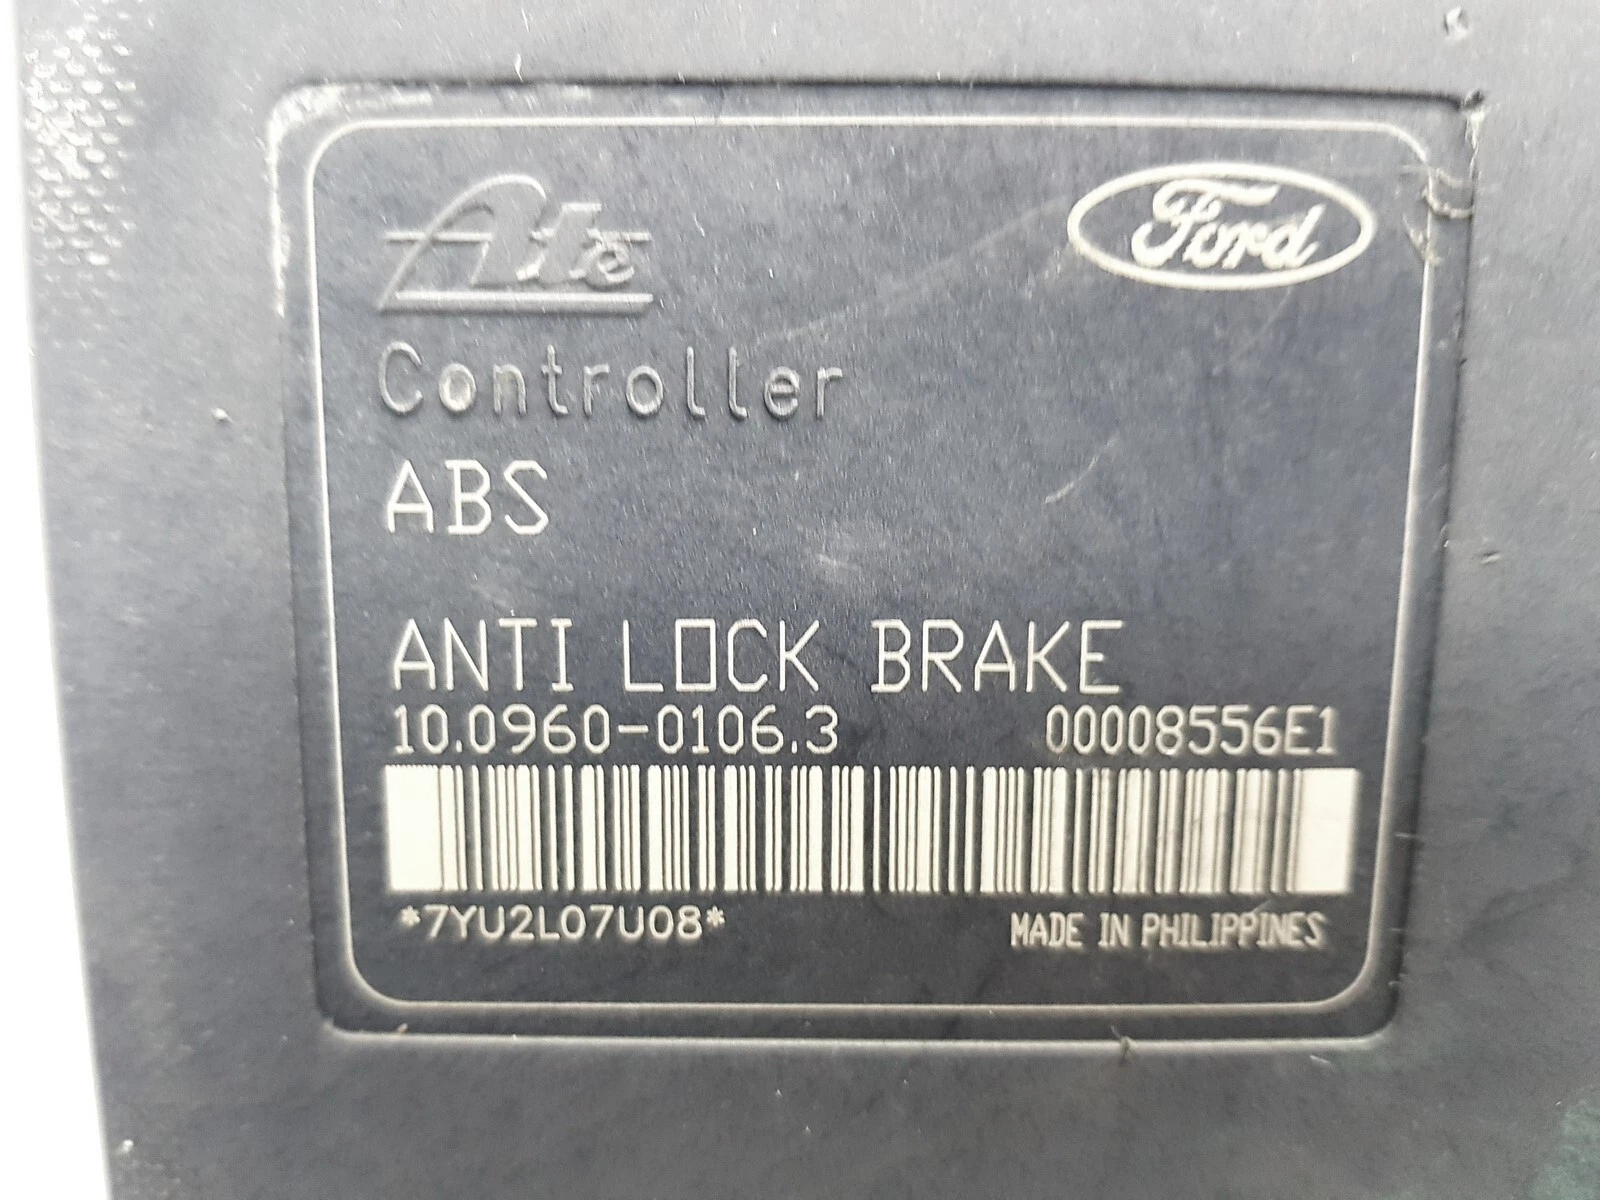 Ate
Ford
Controller
ABS
ANTI LOCK BRAKE
10.0960-0106.3 00008556E1
*7YU2L07U08* MADE IN PHILIPPINES